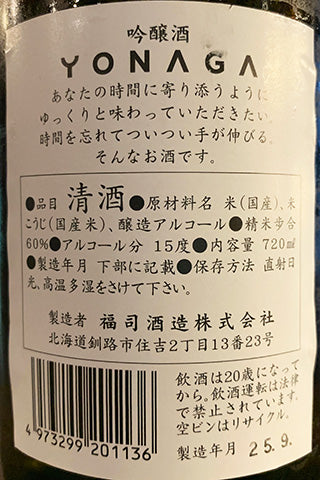 吟醸酒
YONAGA
あなたの時間に寄り添うように
ゆっくりと味わっていただきたい。
時間を忘れてついつい手が伸びる。
そんなお酒です。
●品目 清酒●原材料名 米(国産)、米
こうじ(国産米)、醸造アルコール●精米歩合
60%●アルコール分 15度●内容量 720ml
●製造年月 下部に記載●保存方法 直射日
光、高温多湿をさけて下さい。
製造者 福司酒造株式会社
北海道釧路市住吉2丁目13番23号
飲酒は20歳になって
から。飲酒運転は法律
で禁止されています。
空ビンはリサイクル。
4 973299 201136
製造年月 25.9.